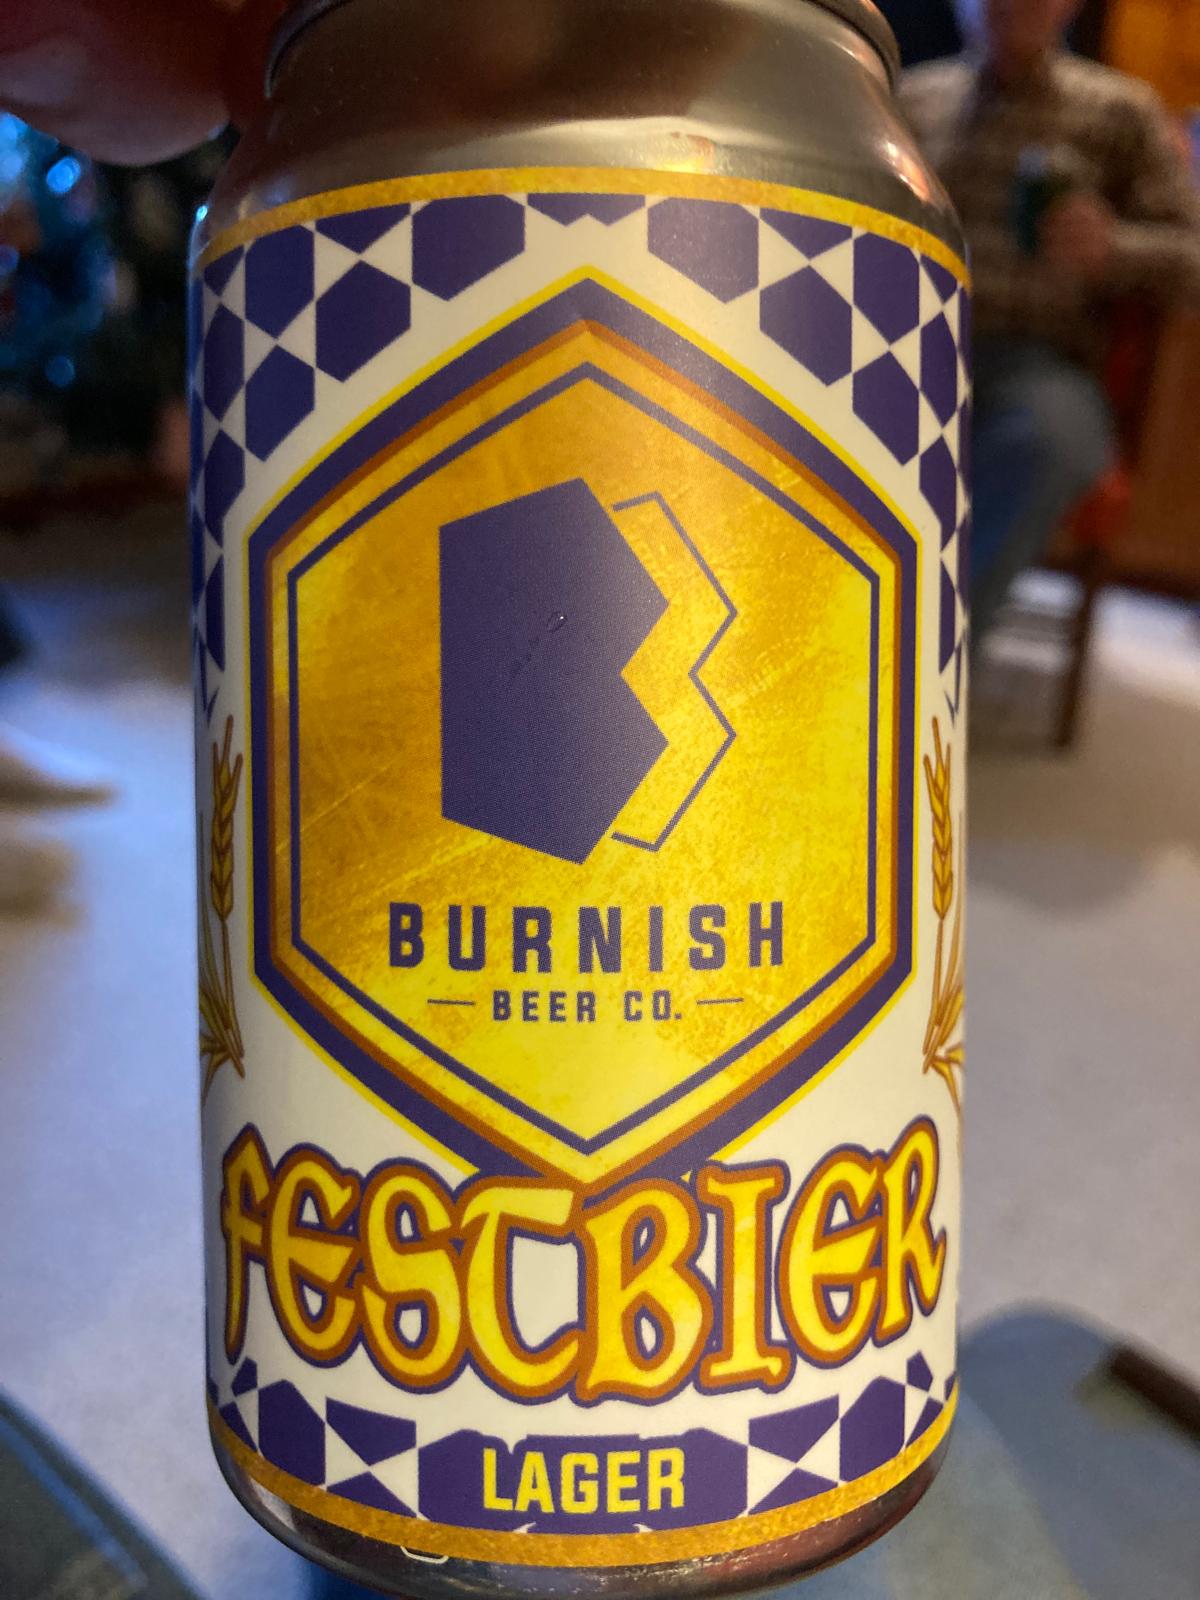 BURNISH
BEER CO.
FESTBIER
LAGER